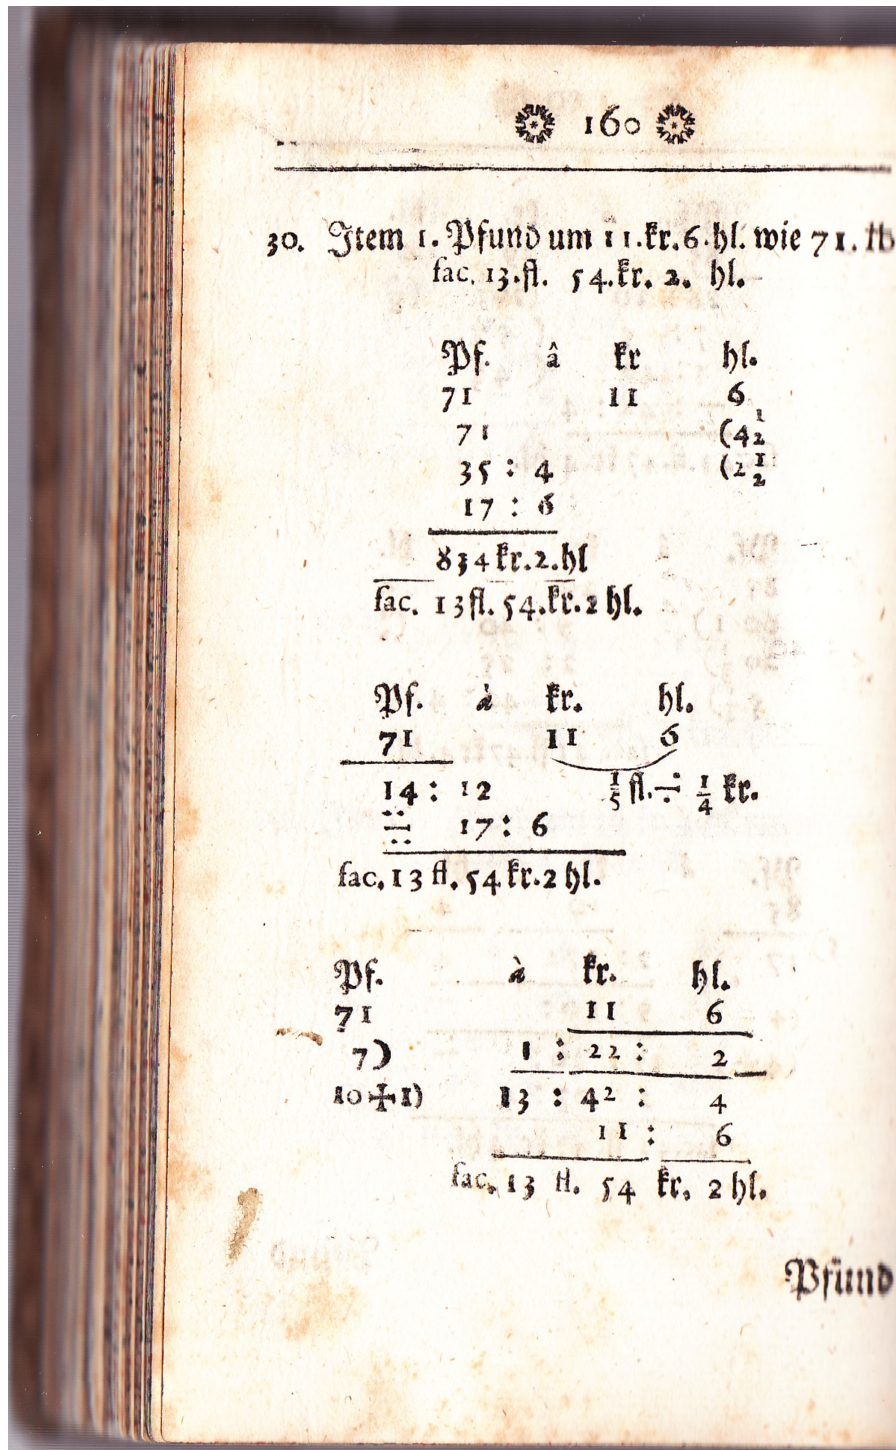 160
30. Item 1. Pfund um 11. kr. 6. hl. wie 71. ℔
fac. 13. fl. 54. kr. 2. hl.
Pf. â kr hl.
71 11 6
71 (4 1/2
35 : 4 (2 1/2
17 : 6
834 kr. 2. hl
fac. 13 fl. 54. kr. 2 hl.
Pf. à kr. hl.
71 11 6
14 : 12 1/5 fl. ÷ 1/4 kr.
÷ 17 : 6
fac. 13 fl. 54 kr. 2 hl.
Pf. à kr. hl.
71 11 6
7) 1 : 22 : 2
10 + 1) 13 : 42 : 4
11 : 6
fac. 13 fl. 54 kr. 2 hl.
Pfund